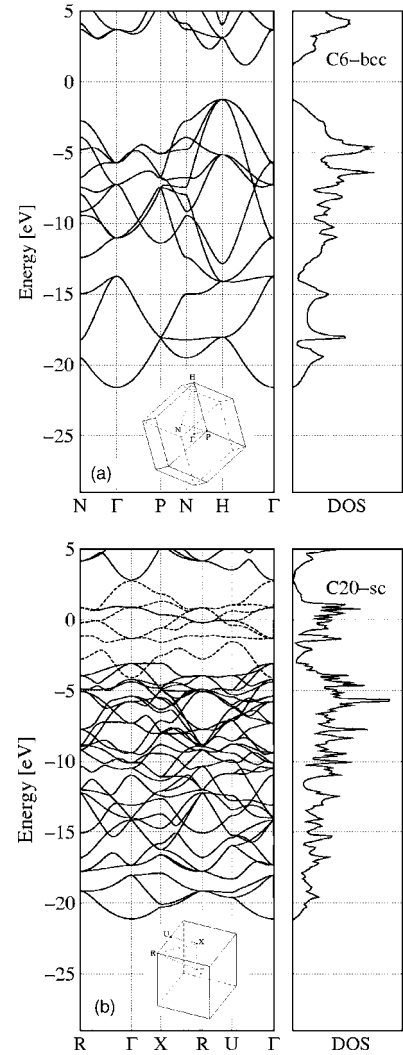 5
0
−5
−10
−15
−20
−25
Energy [eV]
C6−bcc
H
N
Γ
P
(a)
N Γ P N H Γ
DOS
5
0
−5
−10
−15
−20
−25
Energy [eV]
C20−sc
U
X
R
(b)
R Γ X R U Γ
DOS